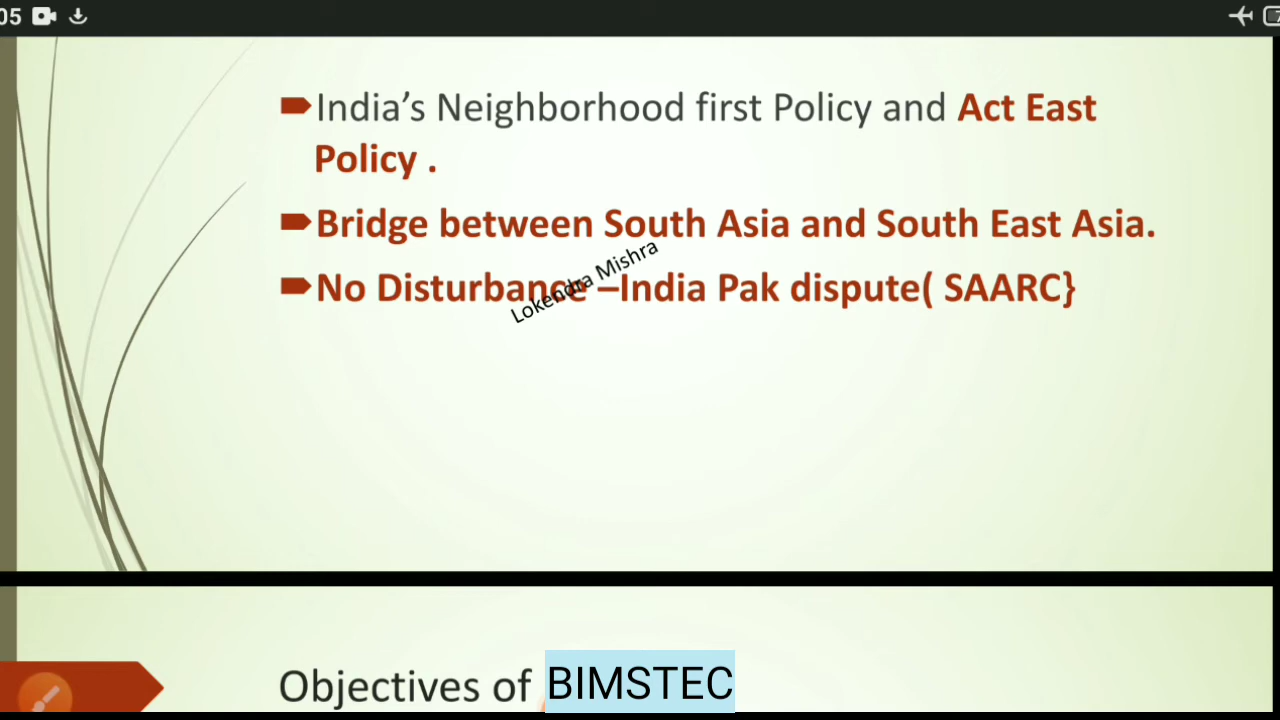 05
India's Neighborhood first Policy and Act East
Policy .
Bridge between South Asia and South East Asia.
No Disturbance –India Pak dispute( SAARC}
Lokendra Mishra
Objectives of BIMSTEC